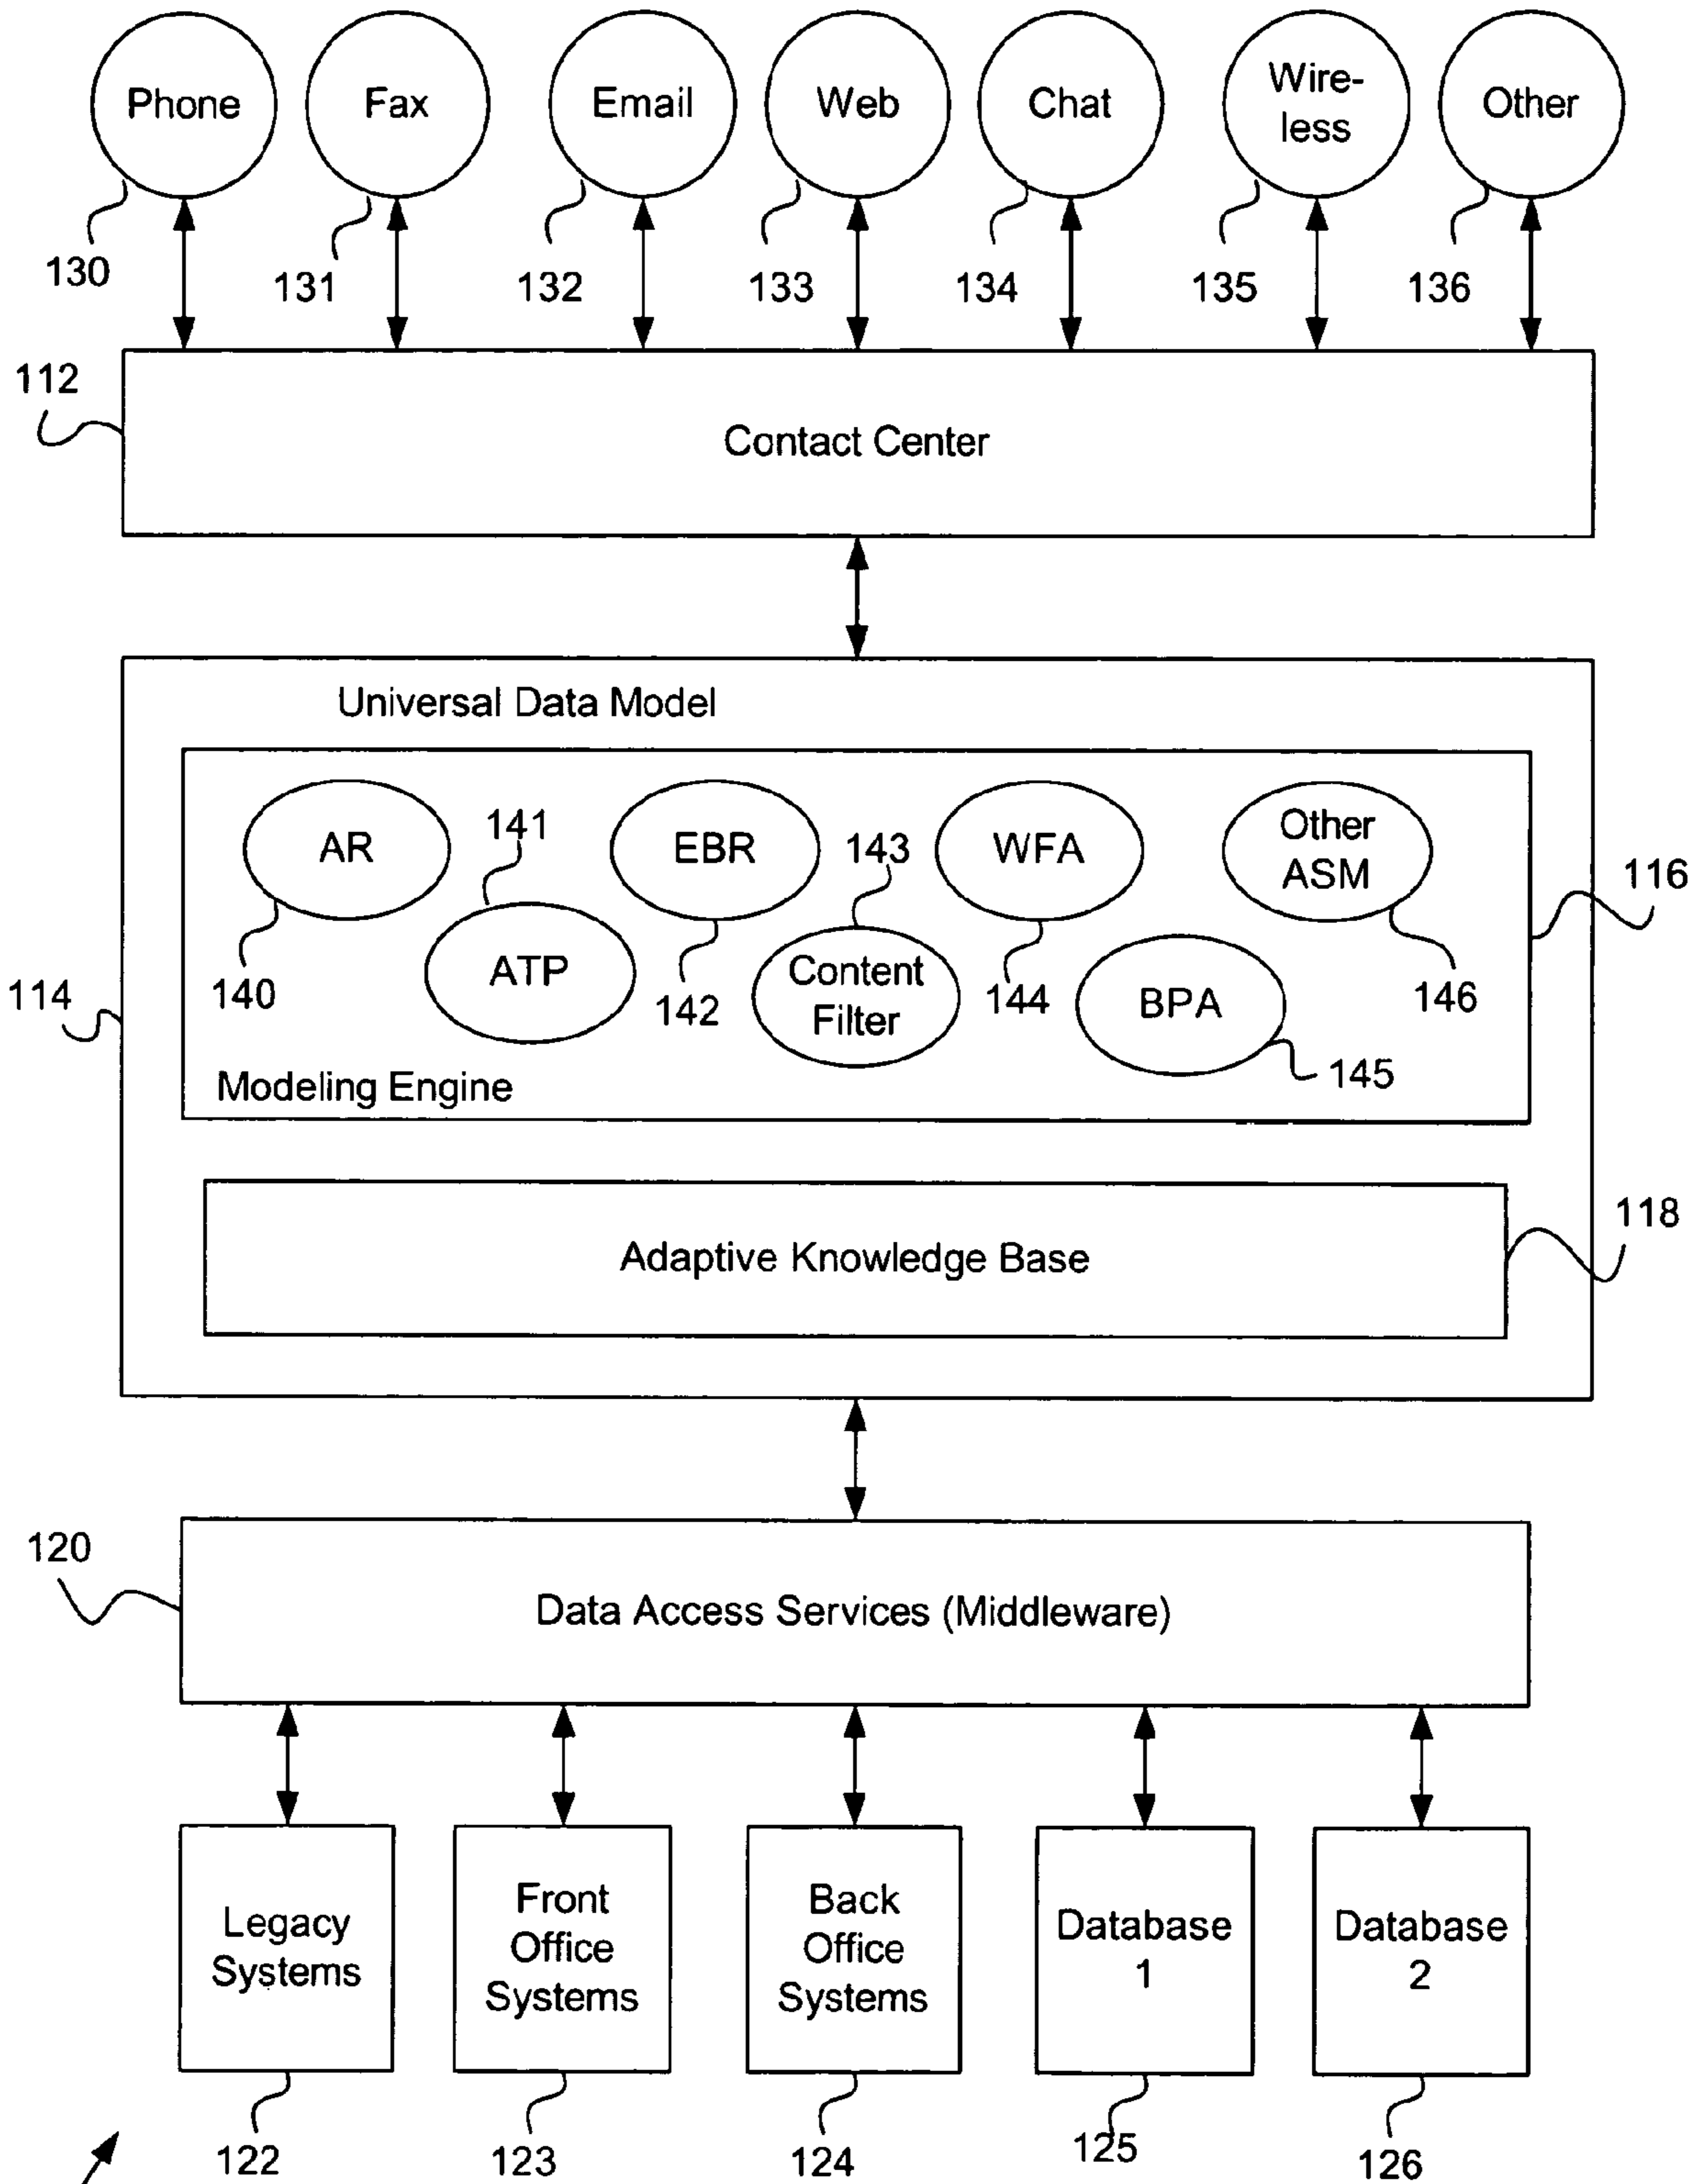 Phone
Fax
Email
Web
Chat
Wire-
less
Other
130
131
132
133
134
135
136
112
Contact Center
Universal Data Model
AR
141
EBR
143
WFA
Other
ASM
116
140
ATP
142
Content
Filter
144
BPA
146
114
145
Modeling Engine
118
Adaptive Knowledge Base
120
Data Access Services (Middleware)
Legacy
Systems
Front
Office
Systems
Back
Office
Systems
Database
1
Database
2
122
123
124
125
126